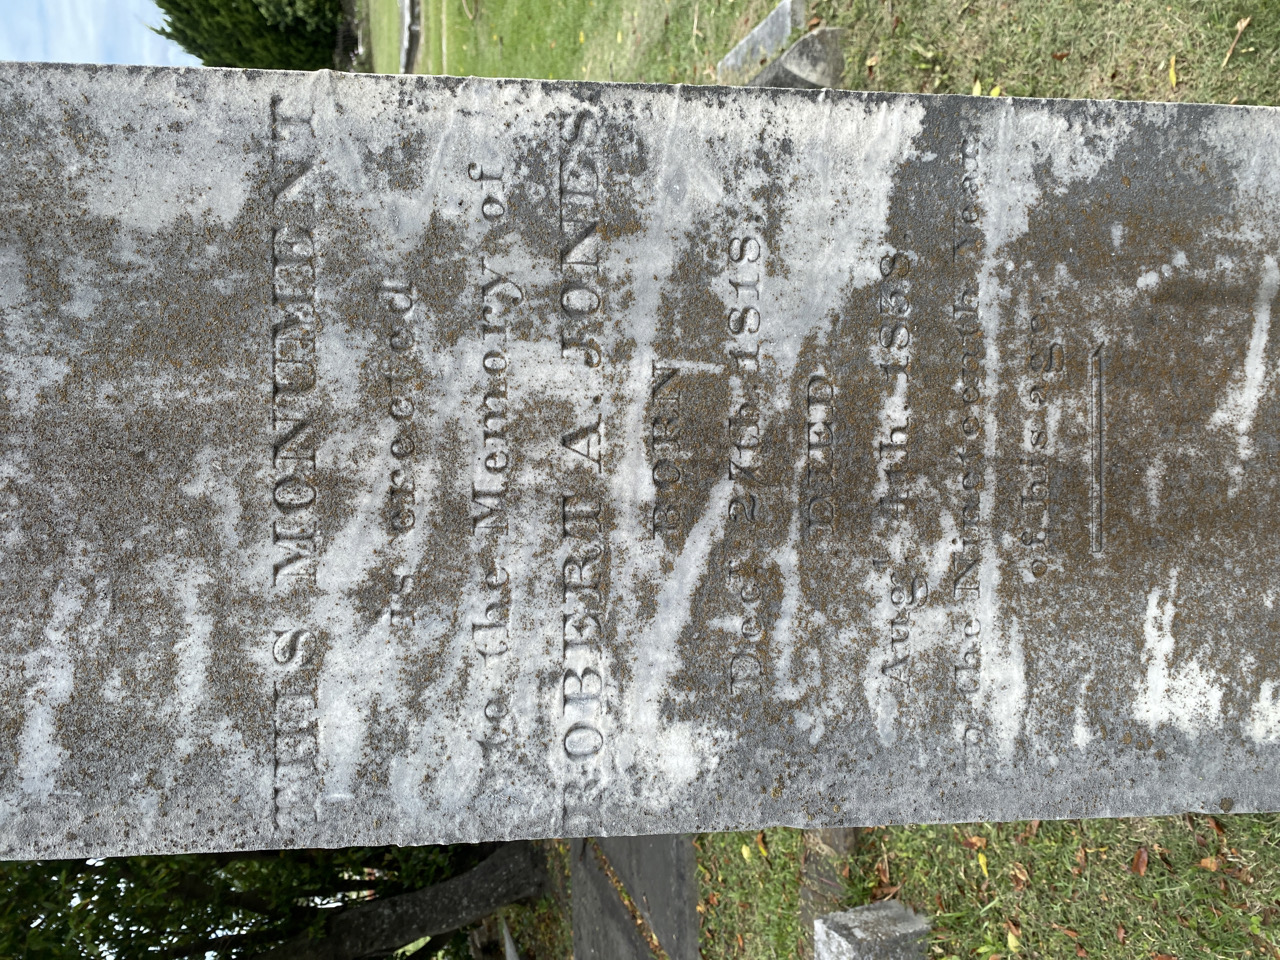 THIS MONUMENT
is erected
to the Memory of
ROBERT A. JONES
BORN
Decʳ. 27th. 1818.
DIED
Augᵗ. 4th. 1838.
in the Nineteenth Year
of his age.